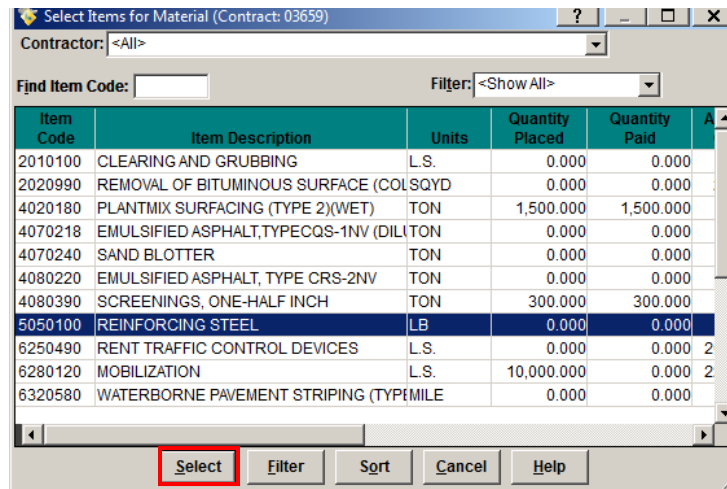 Select Items for Material (Contract: 03659)
Contractor: <All>
Find Item Code: Filter: <Show All>
Item Code Item Description Units Quantity Placed Quantity Paid A
2010100 CLEARING AND GRUBBING L.S. 0.000 0.000
2020990 REMOVAL OF BITUMINOUS SURFACE (COL SQYD 0.000 0.000
4020180 PLANTMIX SURFACING (TYPE 2)(WET) TON 1,500.000 1,500.000
4070218 EMULSIFIED ASPHALT,TYPECQS-1NV (DILU TON 0.000 0.000
4070240 SAND BLOTTER TON 0.000 0.000
4080220 EMULSIFIED ASPHALT, TYPE CRS-2NV TON 0.000 0.000
4080390 SCREENINGS, ONE-HALF INCH TON 300.000 300.000
5050100 REINFORCING STEEL LB 0.000 0.000
6250490 RENT TRAFFIC CONTROL DEVICES L.S. 0.000 0.000 2
6280120 MOBILIZATION L.S. 10,000.000 0.000 2
6320580 WATERBORNE PAVEMENT STRIPING (TYPE MILE 0.000 0.000
Select Filter Sort Cancel Help